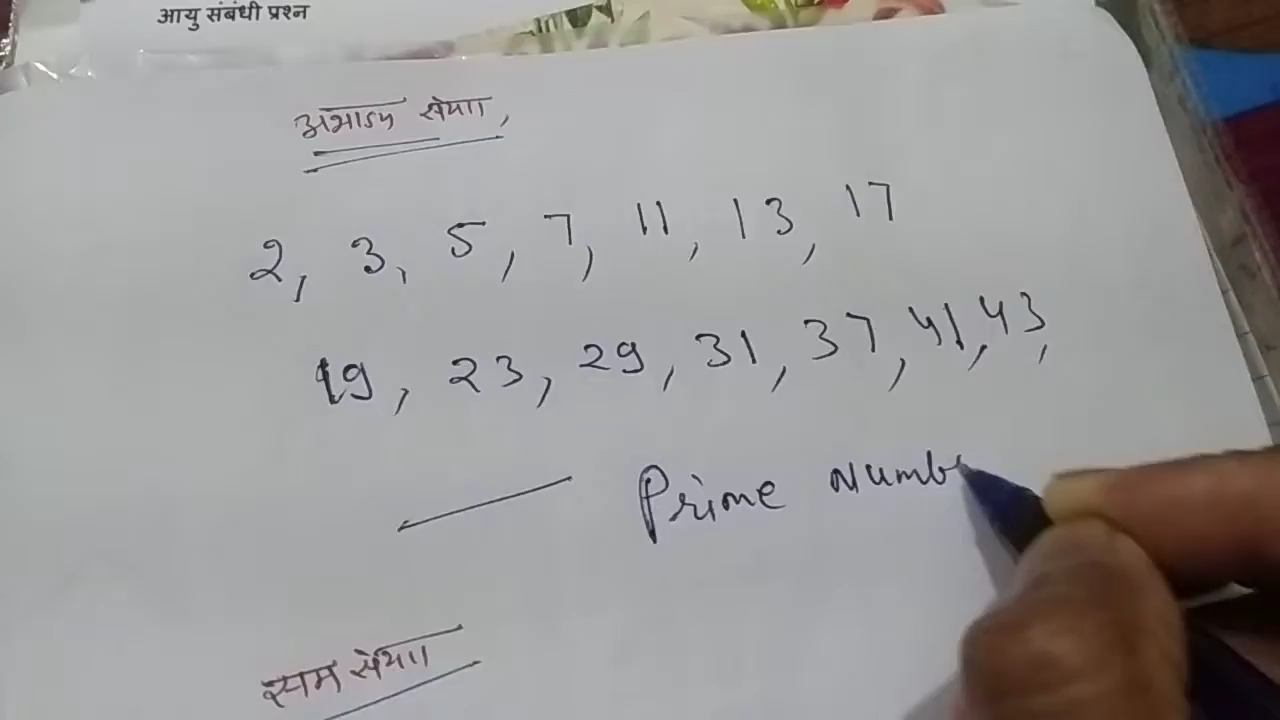 आयु संबंधी प्रश्न
अभाज्य संख्या,
2, 3, 5, 7, 11, 13, 17
19, 23, 29, 31, 37, 41, 43,
Prime Numb
सम संख्या